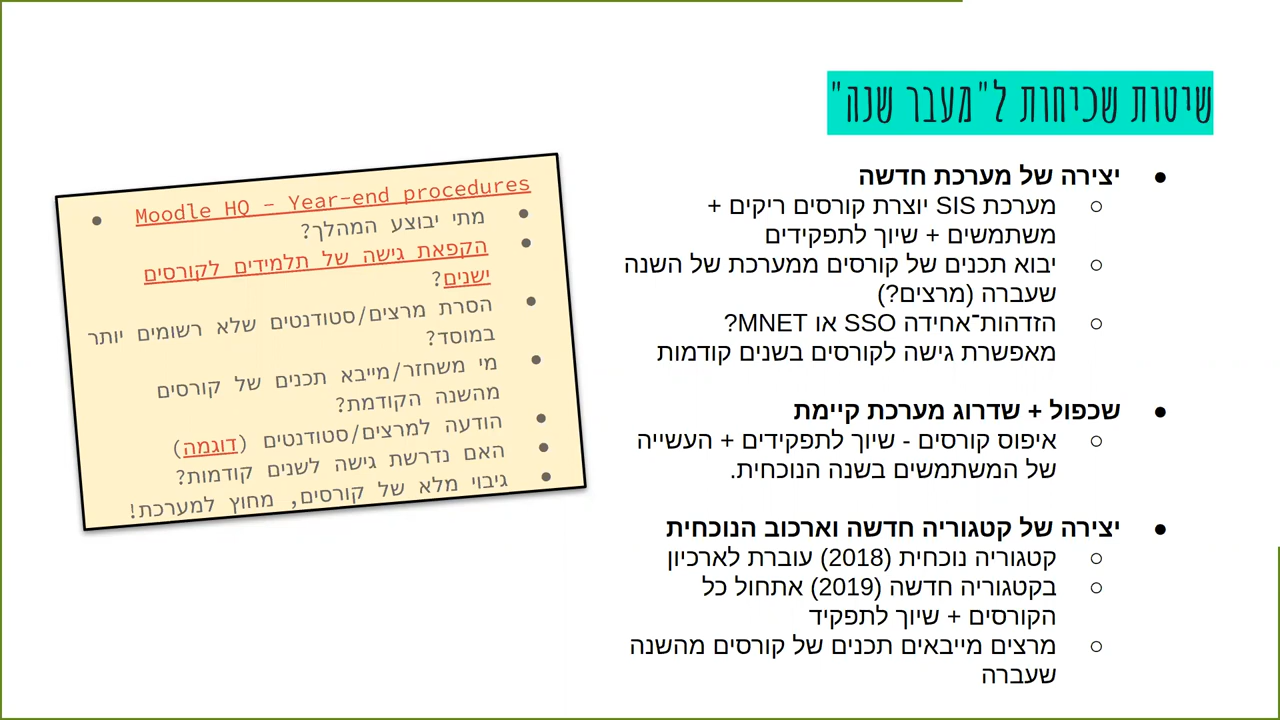 שיטות שכיחות ל"מעבר שנה"
● יצירה של מערכת חדשה
○ מערכת SIS יוצרת קורסים ריקים +
משתמשים + שיוך לתפקידים
○ יבוא תכנים של קורסים ממערכת של השנה
שעברה (מרצים?)
○ הזדהות־אחידה SSO או MNET?
מאפשרת גישה לקורסים בשנים קודמות
● שכפול + שדרוג מערכת קיימת
○ איפוס קורסים - שיוך לתפקידים + העשייה
של המשתמשים בשנה הנוכחית.
● יצירה של קטגוריה חדשה וארכוב הנוכחית
○ קטגוריה נוכחית (2018) עוברת לארכיון
○ בקטגוריה חדשה (2019) אתחול כל
הקורסים + שיוך לתפקיד
○ מרצים מייבאים תכנים של קורסים מהשנה
שעברה
● Moodle HQ - Year-end procedures
● מתי יבוצע המהלך?
● הקפאת גישה של תלמידים לקורסים
ישנים?
● הסרת מרצים/סטודנטים שלא רשומים יותר
במוסד?
● מי משחזר/מייבא תכנים של קורסים
מהשנה הקודמת?
● הודעה למרצים/סטודנטים (דוגמה)
● האם נדרשת גישה לשנים קודמות?
● גיבוי מלא של קורסים, מחוץ למערכת!